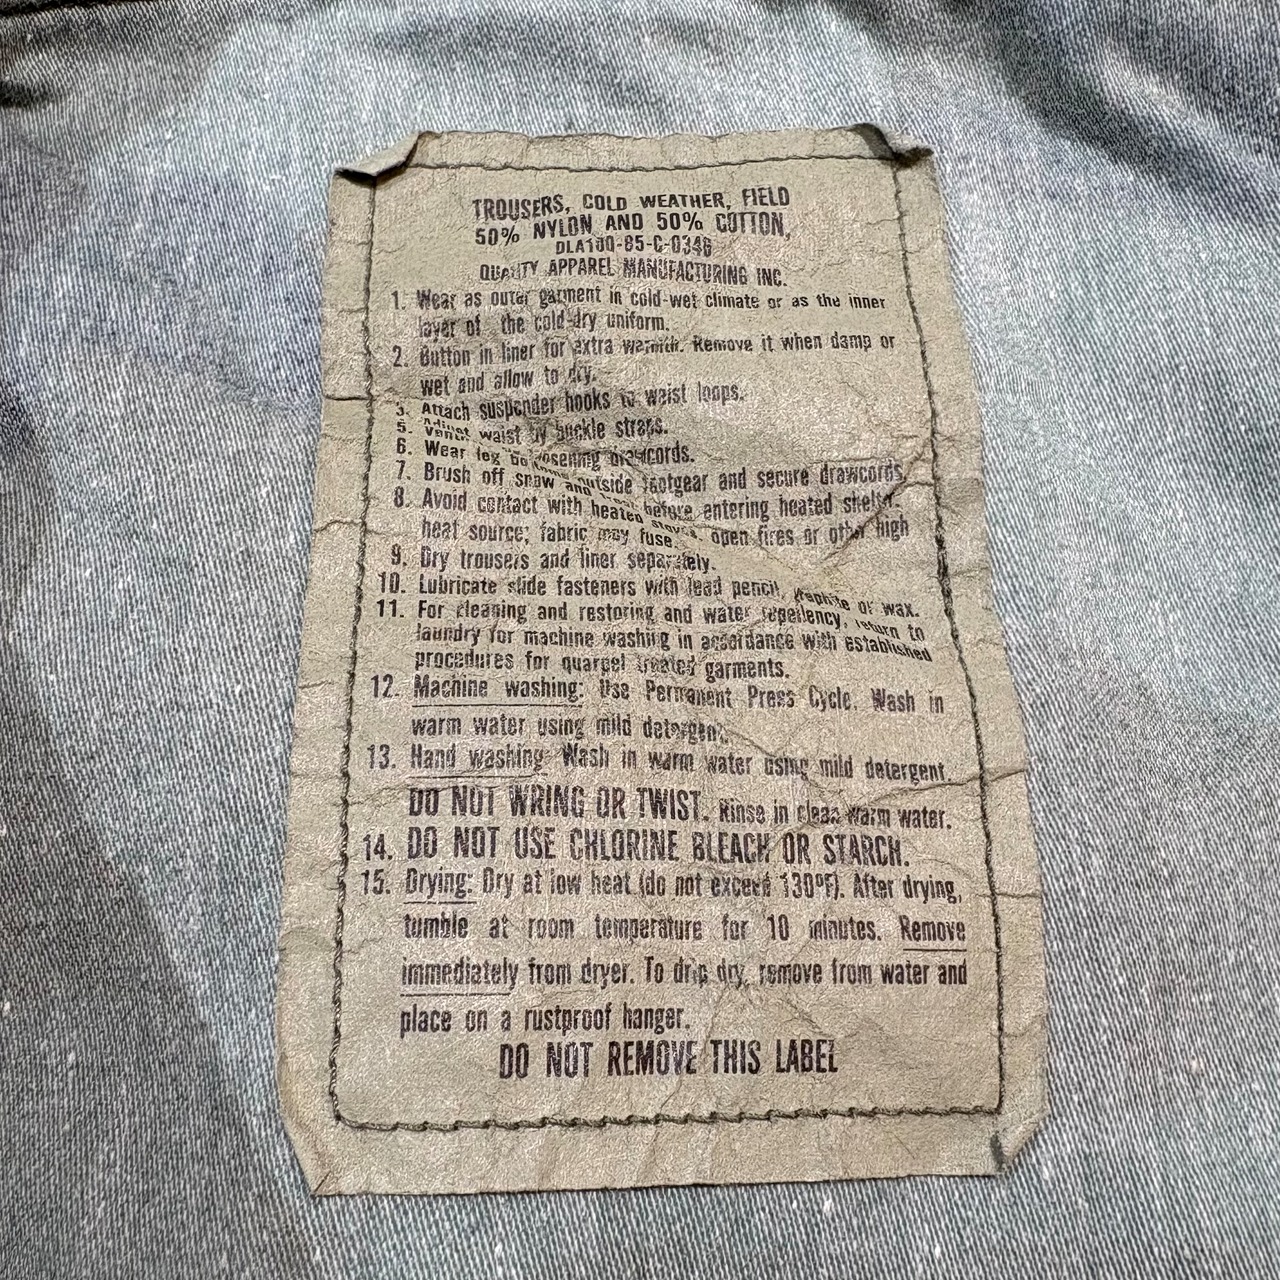 TROUSERS, COLD WEATHER, FIELD
50% NYLON AND 50% COTTON,
DLA100-85-C-0346
QUALITY APPAREL MANUFACTURING INC.
1. Wear as outer garment in cold-wet climate or as the inner
layer of the cold-dry uniform.
2. Button in liner for extra warmth. Remove it when damp or
wet and allow to dry.
3. Attach suspender hooks to waist loops.
waist by buckle straps.
5. loosening drawcords.
6. Wear leg outside footgear and secure drawcords.
7. Brush off snow and before entering heated shelter.
8. Avoid contact with heated stoves, open fires or other high
heat source; fabric may fuse.
9. Dry trousers and liner separately.
10. Lubricate slide fasteners with lead pencil, graphite or wax.
11. For cleaning and restoring and water repellency, return to
laundry for machine washing in accordance with established
procedures for quarpel treated garments.
12. Machine washing: Use Permanent Press Cycle. Wash in
warm water using mild detergent.
13. Hand washing: Wash in warm water using mild detergent.
DO NOT WRING OR TWIST. Rinse in clean warm water.
14. DO NOT USE CHLORINE BLEACH OR STARCH.
15. Drying: Dry at low heat (do not exceed 130°F). After drying,
tumble at room temperature for 10 minutes. Remove
immediately from dryer. To drip dry, remove from water and
place on a rustproof hanger.
DO NOT REMOVE THIS LABEL